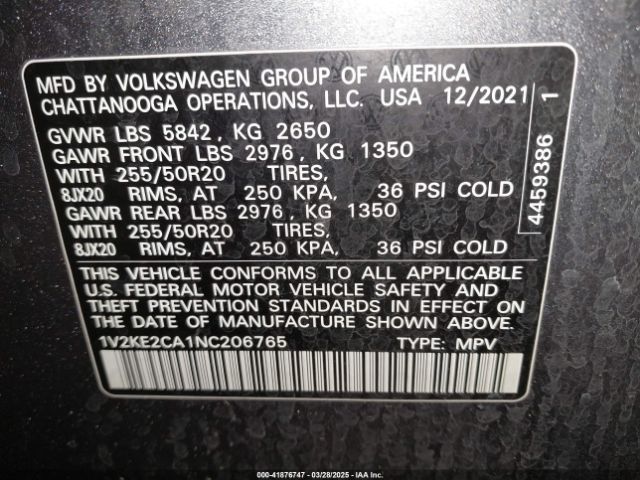 MFD BY VOLKSWAGEN GROUP OF AMERICA
CHATTANOOGA OPERATIONS, LLC. USA 12/2021
GVWR LBS 5842, KG 2650
GAWR FRONT LBS 2976, KG 1350
WITH 255/50R20 TIRES,
8JX20 RIMS, AT 250 KPA, 36 PSI COLD
GAWR REAR LBS 2976, KG 1350
WITH 255/50R20 TIRES,
8JX20 RIMS, AT 250 KPA, 36 PSI COLD
THIS VEHICLE CONFORMS TO ALL APPLICABLE
U.S. FEDERAL MOTOR VEHICLE SAFETY AND
THEFT PREVENTION STANDARDS IN EFFECT ON
THE DATE OF MANUFACTURE SHOWN ABOVE.
1V2KE2CA1NC206765 TYPE: MPV
4459386 1
000-41876747 - 03/28/2025 - IAA Inc.